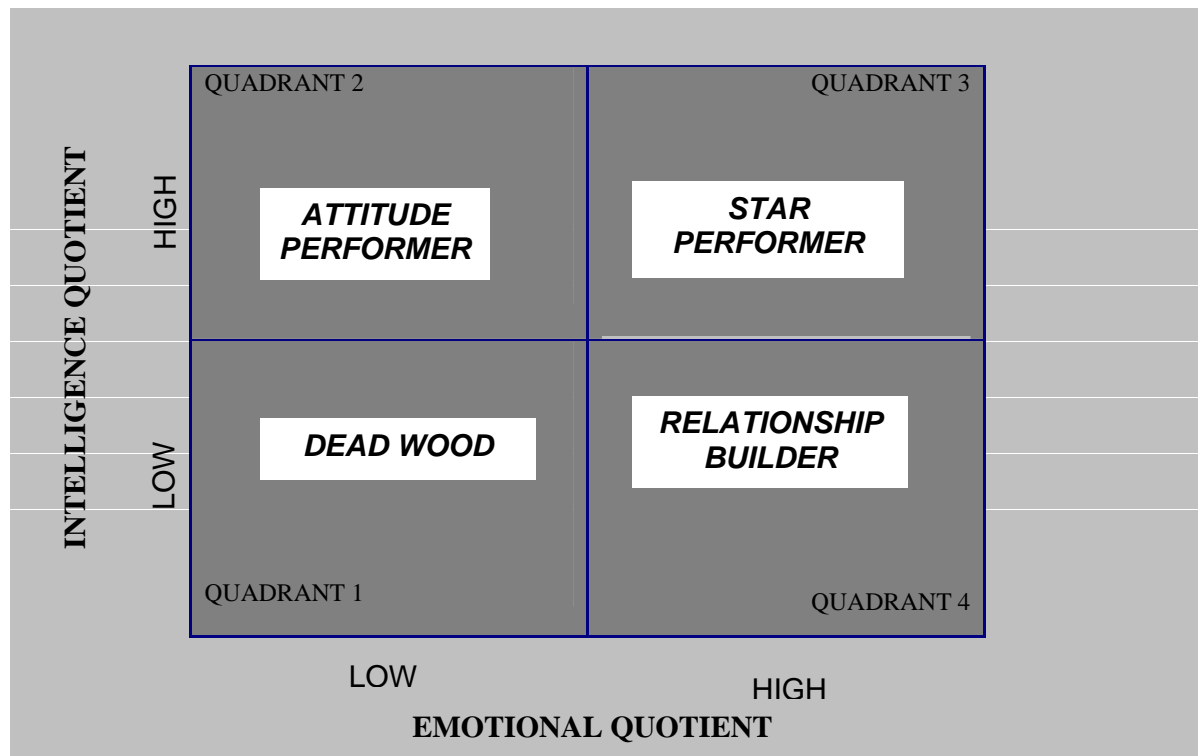 QUADRANT 2
QUADRANT 3
INTELLIGENCE QUOTIENT
HIGH
ATTITUDE
PERFORMER
STAR
PERFORMER
LOW
DEAD WOOD
RELATIONSHIP
BUILDER
QUADRANT 1
QUADRANT 4
LOW
HIGH
EMOTIONAL QUOTIENT